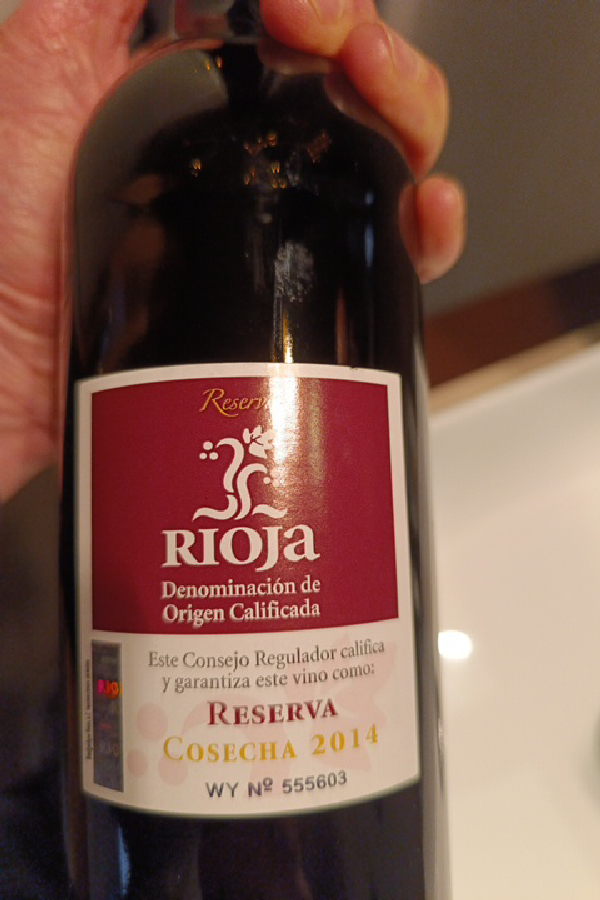 Reserva
RIOJa
Denominación de
Origen Calificada
Este Consejo Regulador califica
y garantiza este vino como:
RESERVA
COSECHA 2014
WY Nº 555603